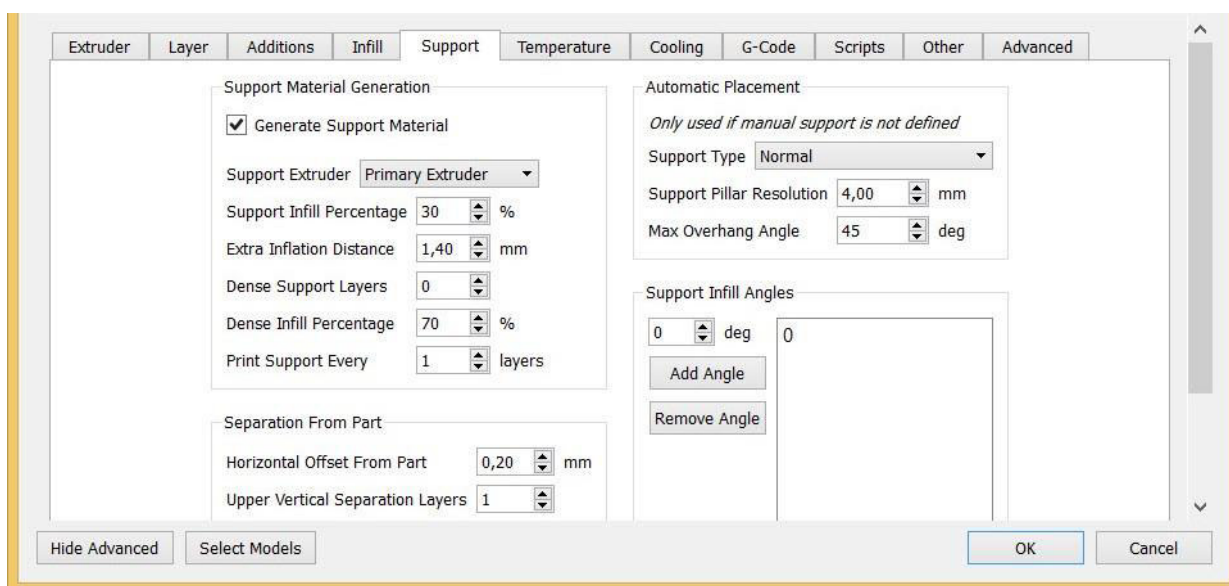 Extruder Layer Additions Infill Support Temperature Cooling G-Code Scripts Other Advanced
Support Material Generation
Generate Support Material
Support Extruder Primary Extruder
Support Infill Percentage 30 %
Extra Inflation Distance 1,40 mm
Dense Support Layers 0
Dense Infill Percentage 70 %
Print Support Every 1 layers
Separation From Part
Horizontal Offset From Part 0,20 mm
Upper Vertical Separation Layers 1
Automatic Placement
Only used if manual support is not defined
Support Type Normal
Support Pillar Resolution 4,00 mm
Max Overhang Angle 45 deg
Support Infill Angles
0 deg 0
Add Angle
Remove Angle
Hide Advanced Select Models OK Cancel